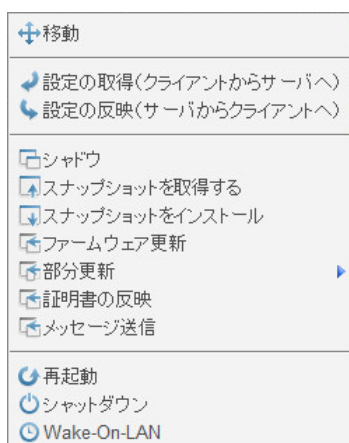 移動
設定の取得(クライアントからサーバへ)
設定の反映(サーバからクライアントへ)
シャドウ
スナップショットを取得する
スナップショットをインストール
ファームウェア更新
部分更新
証明書の反映
メッセージ送信
再起動
シャットダウン
Wake-On-LAN